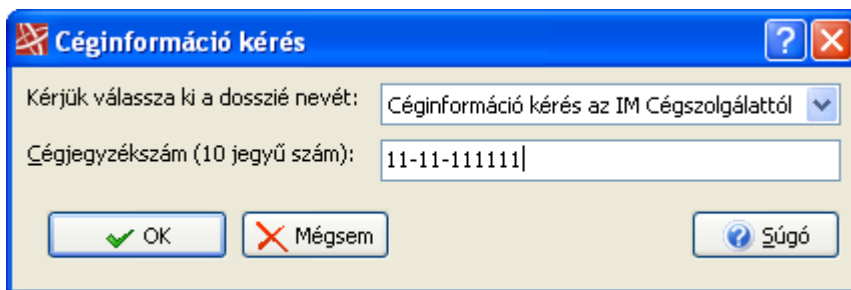 Céginformáció kérés
Kérjük válassza ki a dosszié nevét: Céginformáció kérés az IM Cégszolgálattól
Cégjegyzékszám (10 jegyű szám): 11-11-111111
OK Mégsem Súgó